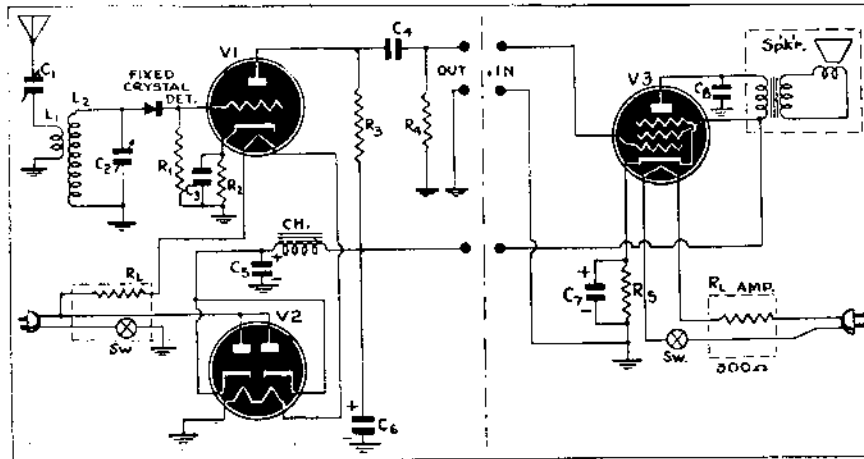 C1
L1
L2
FIXED
CRYSTAL
DET.
C2
R1
C3
R2
V1
R3
C4
R4
OUT
IN
V3
C8
Spkr.
CH.
C5
+
-
RL
Sw
V2
+
-
C6
+
C7
-
R5
Sw.
RL AMP.
300Ω